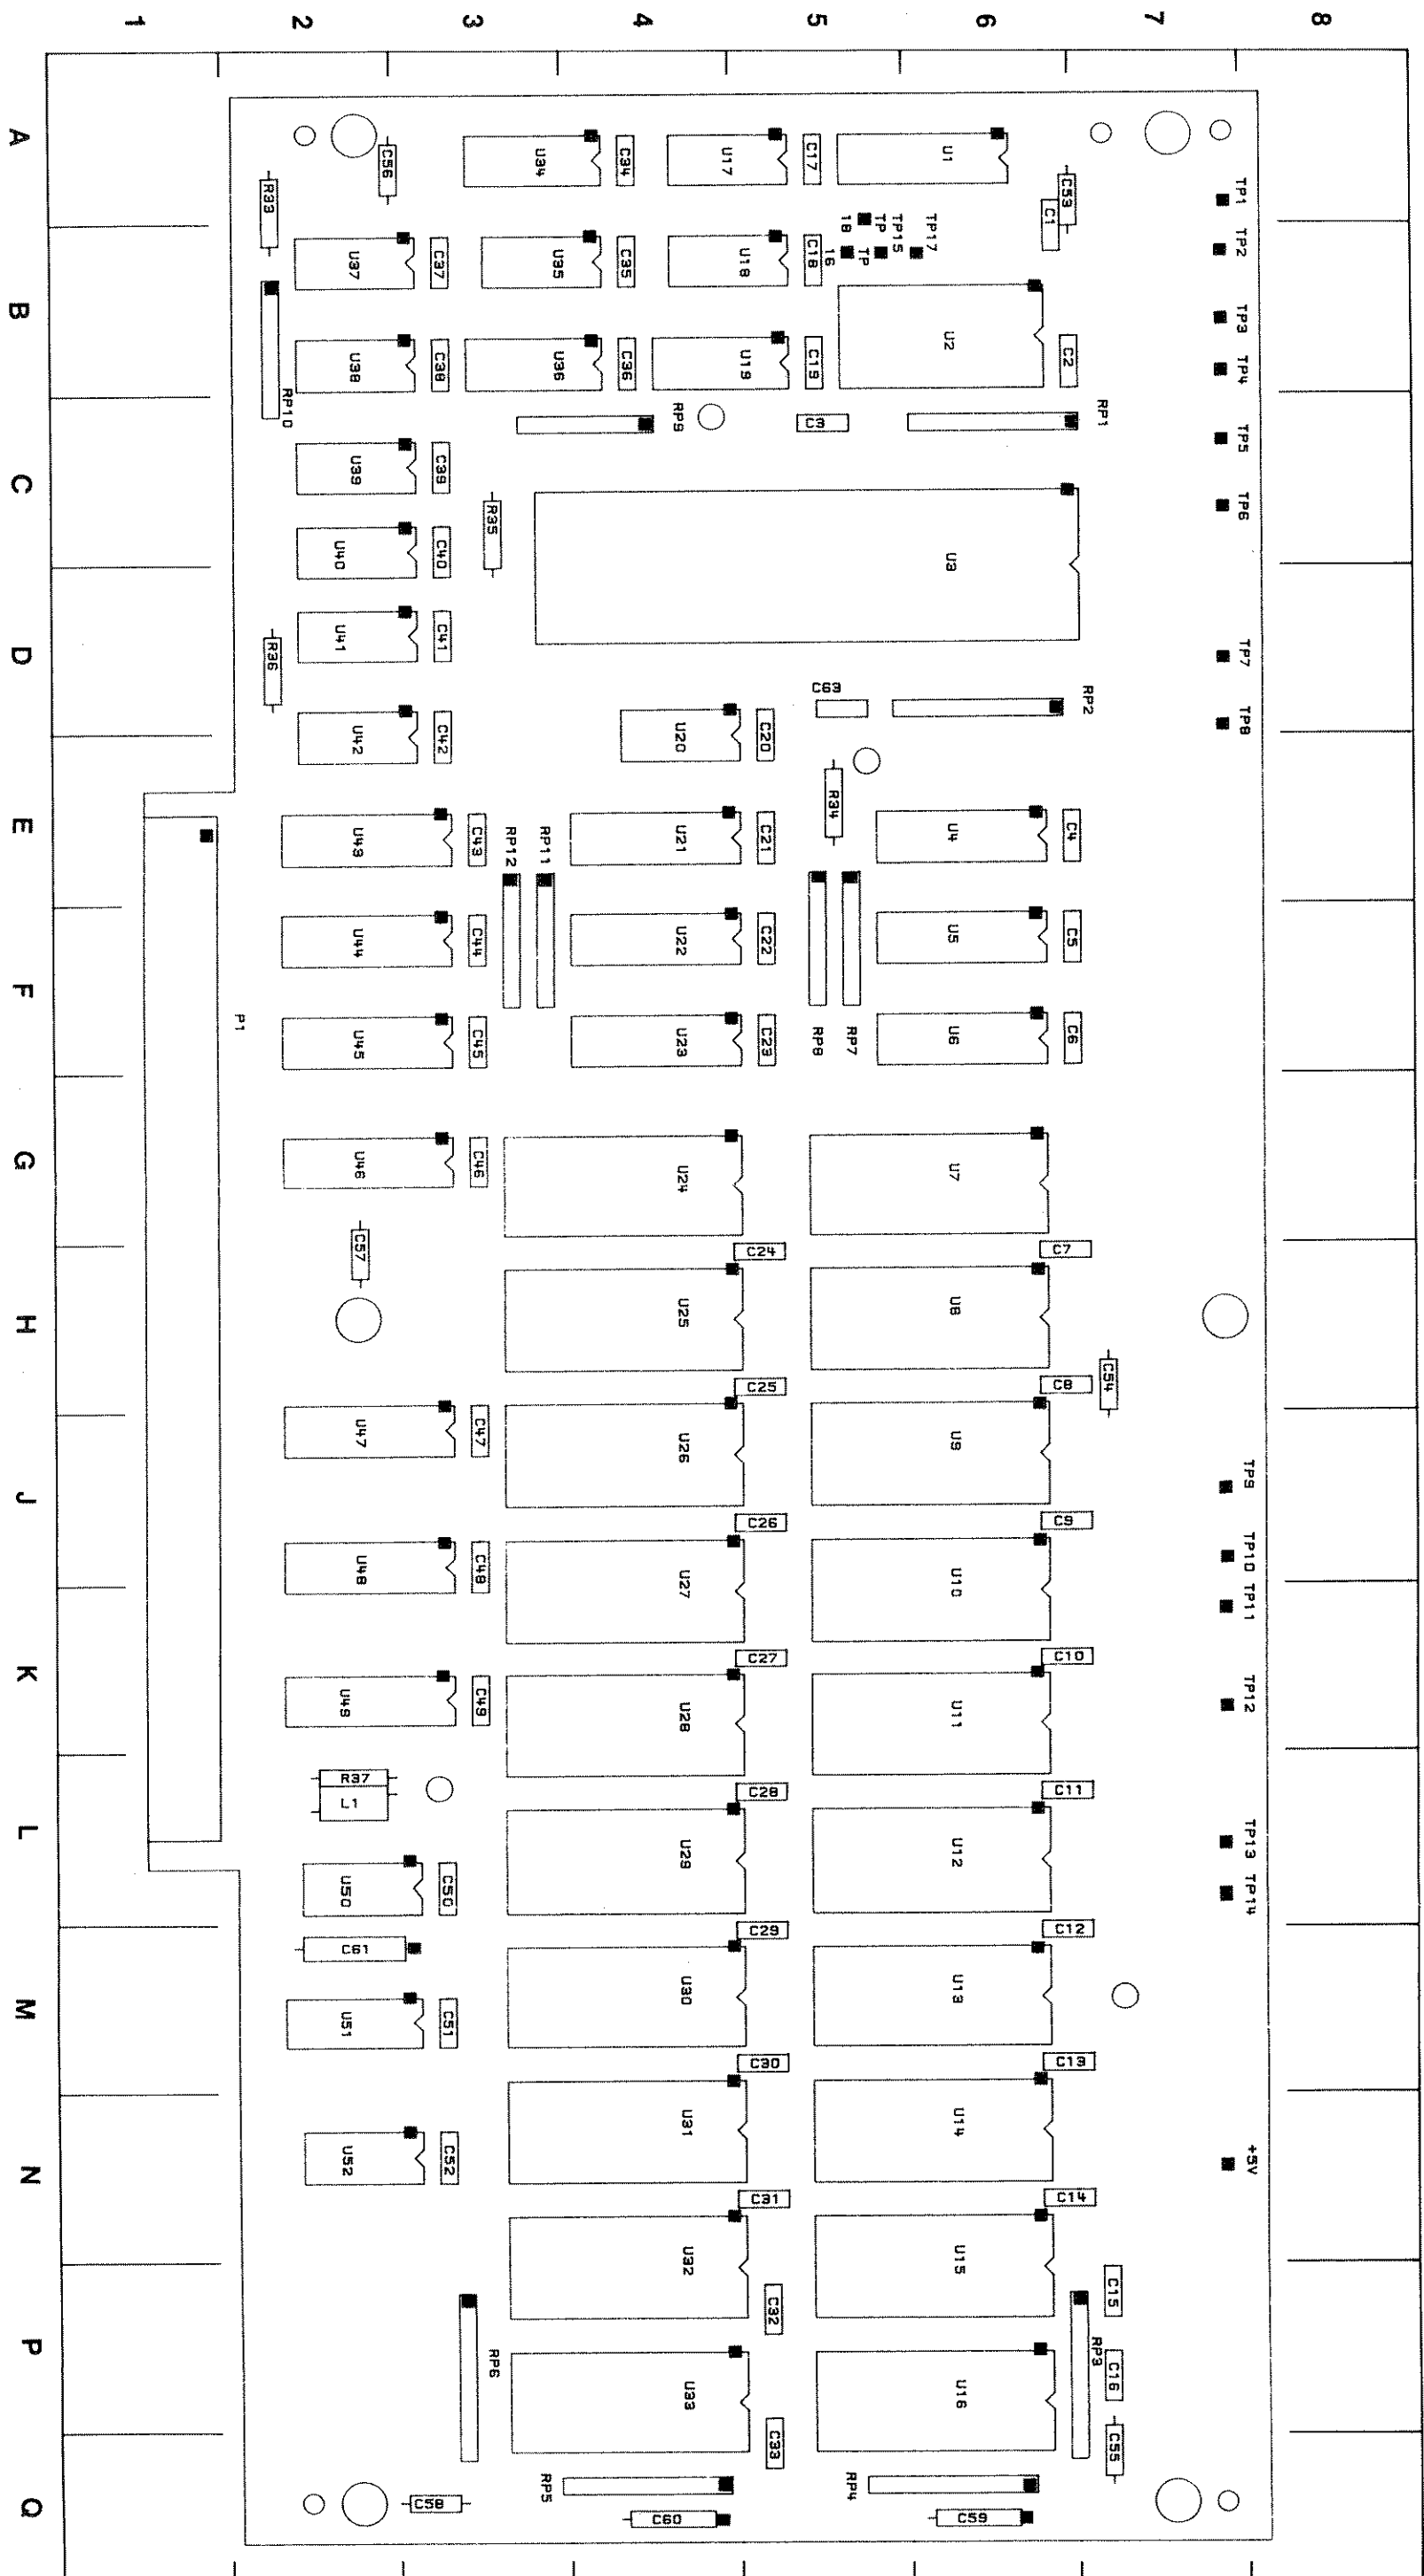 1 2 3 4 5 6 7 8
A
U34 C34 U17 C17 U1
C56
R33
C53
C1
TP1
TP17
TP15
TP
18
TP
16
TP2
U37 C37 U35 C35 U18 C18
B
TP3
U2
C2
TP4
U38 C38 U36 C36 U19 C19
RP10
RP9
C3
RP1
TP5
U39 C39
C
TP6
R35
U40 C40
U3
U41 C41
D
R36
TP7
C63
RP2
TP8
U42 C42 U20 C20
R34
E
U43 C43 RP12 RP11 U21 C21 U4 C4
U44 C44 U22 C22 U5 C5
F
P1
U45 C45 U23 C23 RP8 RP7 U6 C6
G
U46 C46 U24 U7
C57
C24 C7
H
U25 U8
C25 C8
C54
U47 C47 U26 U9
J
TP9
C26 C9
TP10
U48 C48 U27 U10
TP11
C27 C10
K
U49 C49 U28 U11
TP12
R37
L1
C28 C11
L
TP13
U29 U12
U50 C50
TP14
C61
C29 C12
M
U30 U13
U51 C51
C30 C13
U31 U14
N
U52 C52
+5V
C31 C14
U32 U15
C15
C32
P
RP6
RP3
C16
U33 U16
C33
C55
RP5
RP4
Q
C58
C60
C59